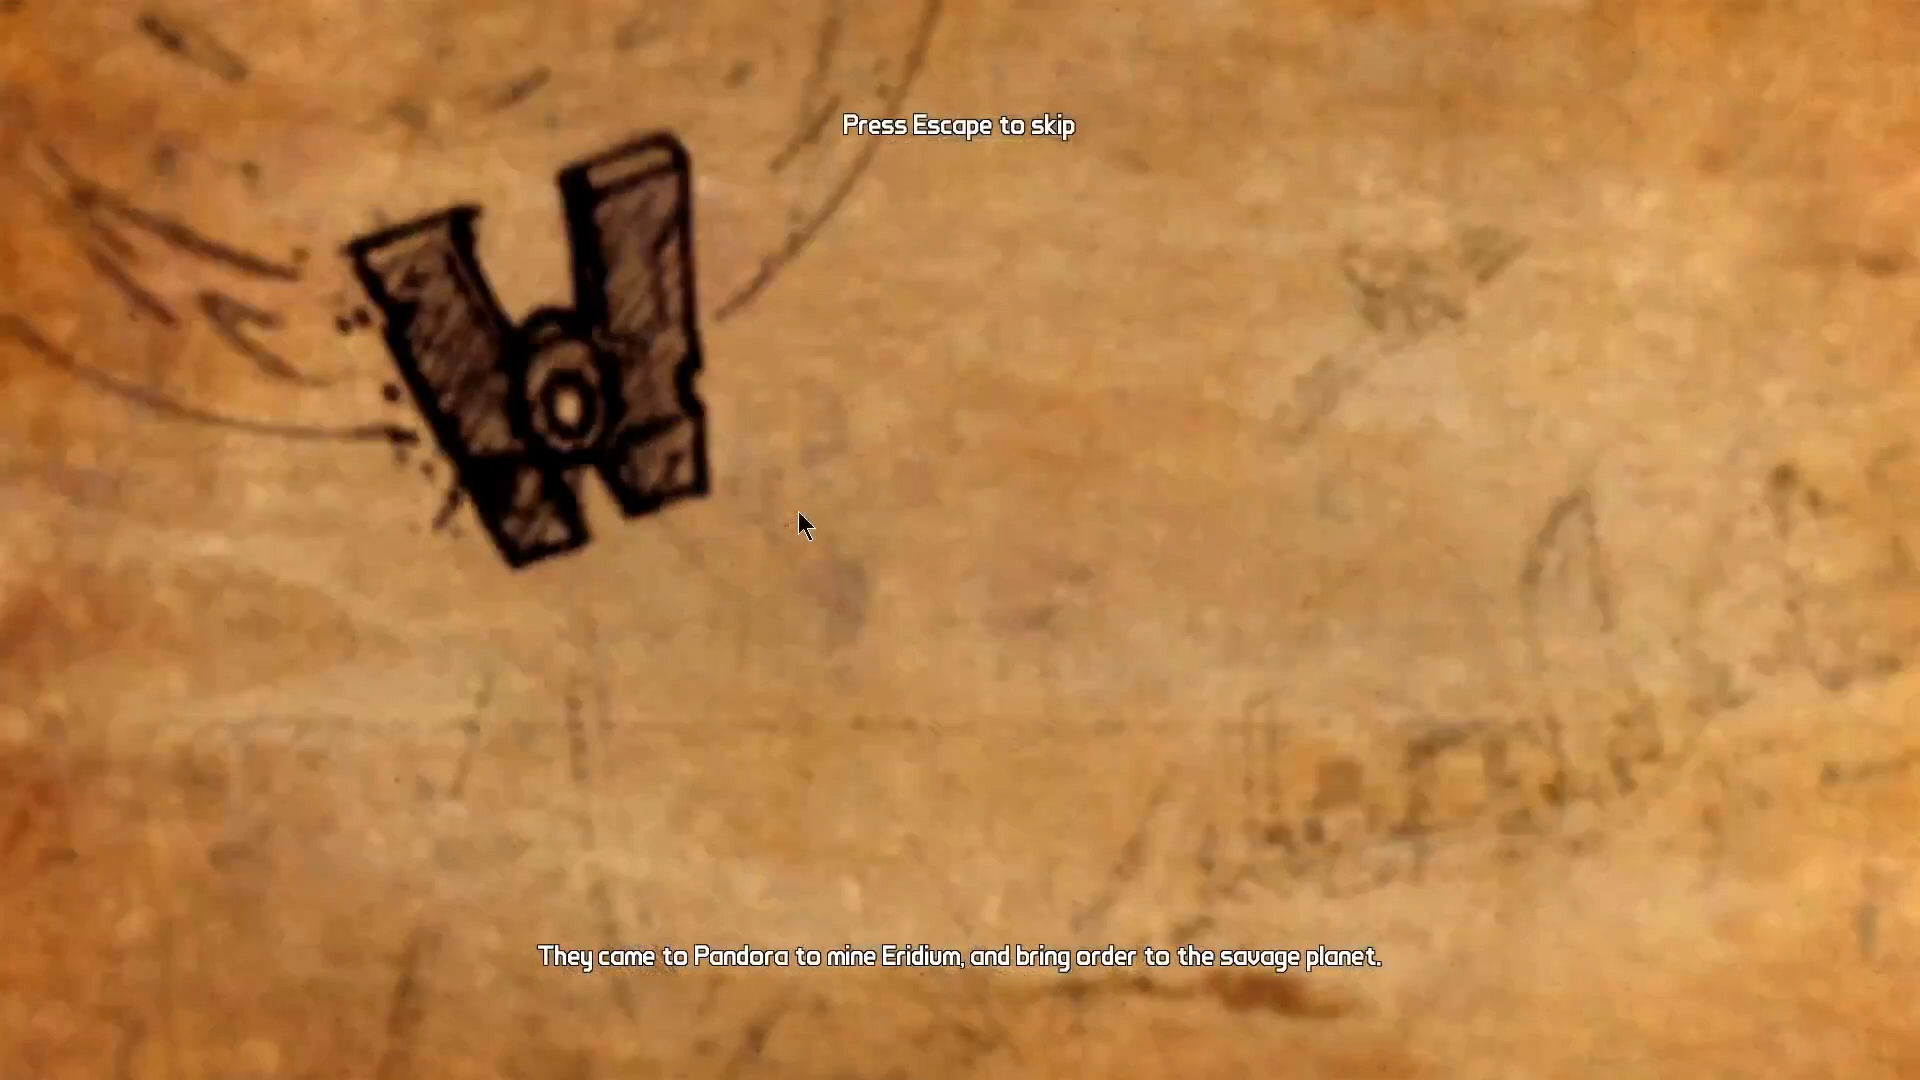 Press Escape to skip
They came to Pandora to mine Eridium, and bring order to the savage planet.